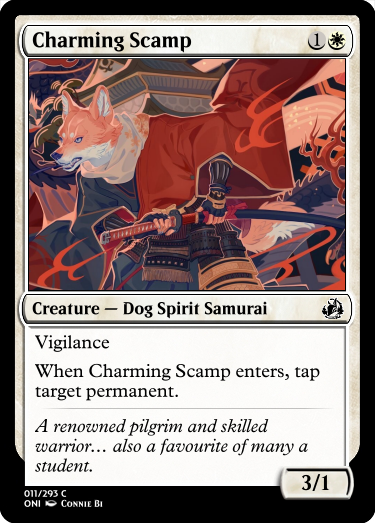 Charming Scamp 1
Creature — Dog Spirit Samurai
Vigilance
When Charming Scamp enters, tap
target permanent.
A renowned pilgrim and skilled
warrior... also a favourite of many a
student.
3/1
011/293 C
ONI Connie Bi